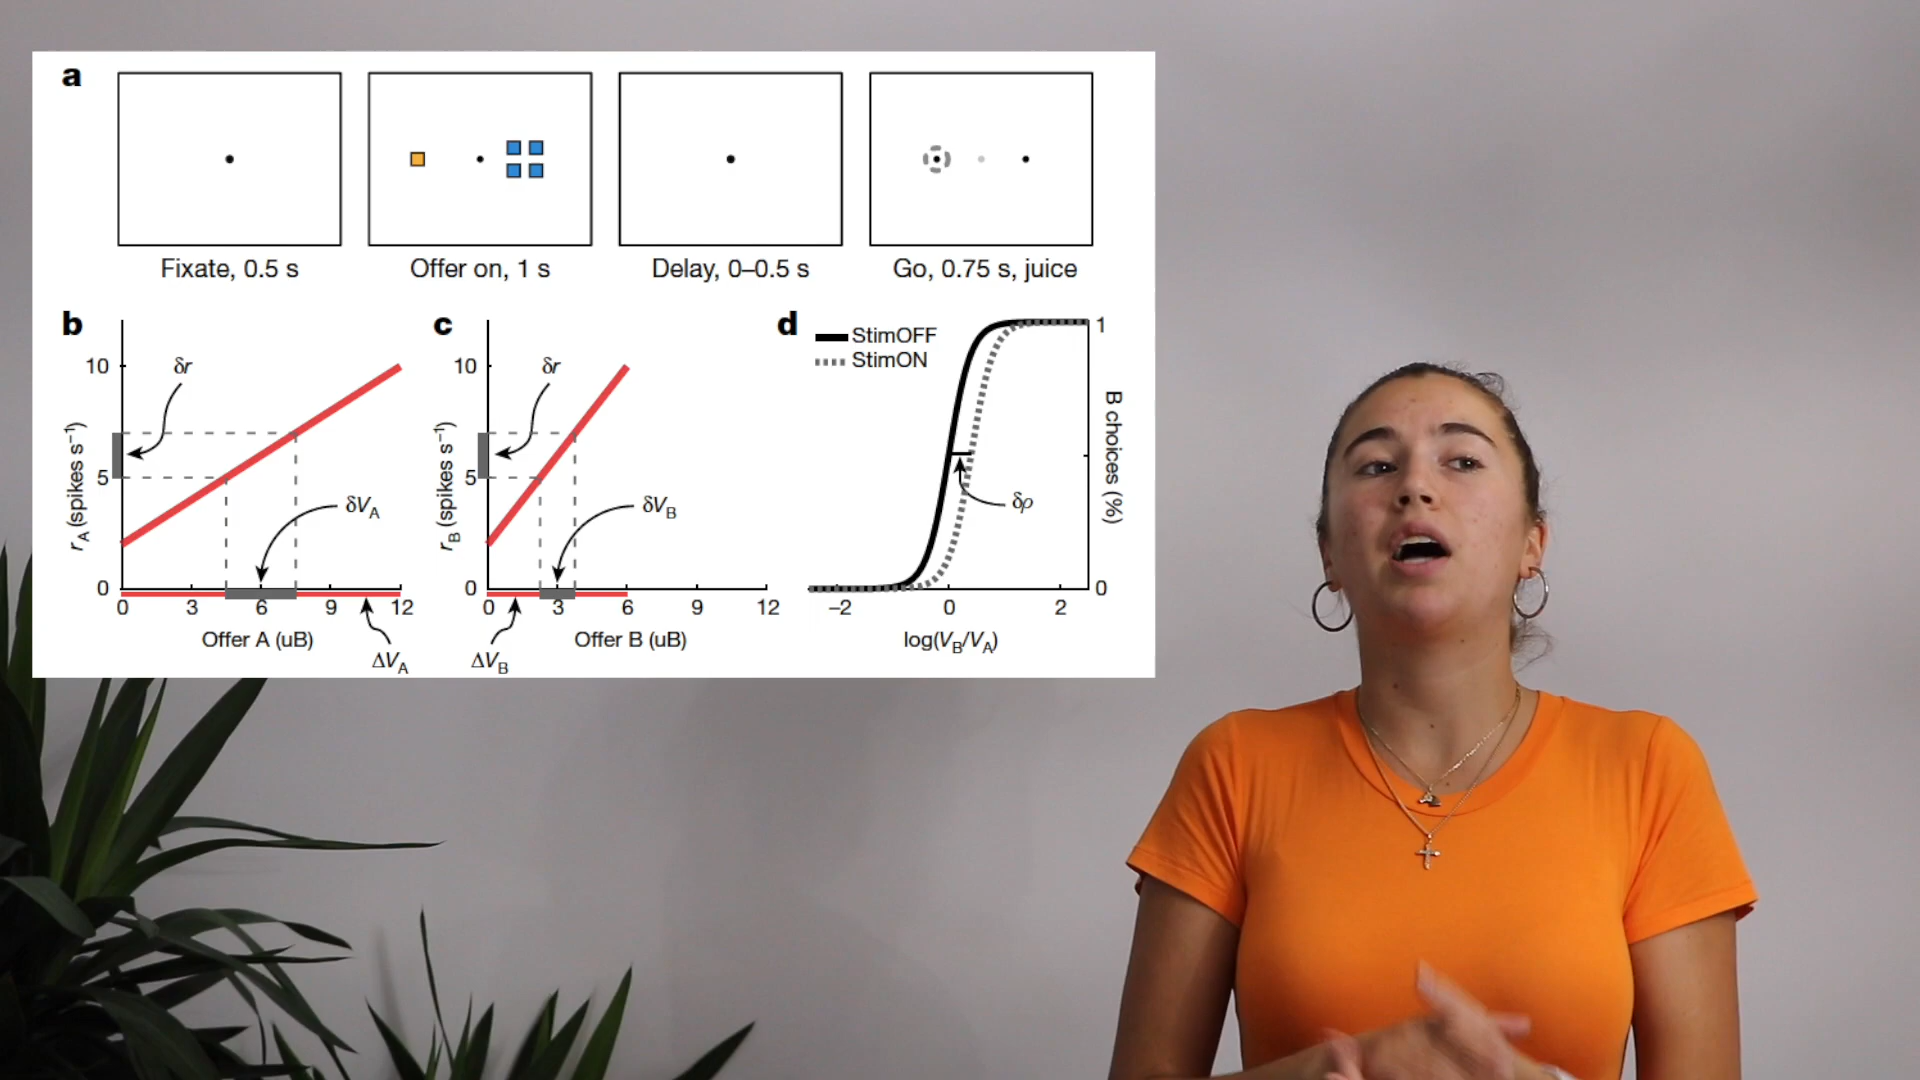 a
Fixate, 0.5 s
Offer on, 1 s
Delay, 0–0.5 s
Go, 0.75 s, juice
b
10
5
0
rA (spikes s−1)
δr
δVA
0 3 6 9 12
Offer A (uB)
ΔVA
c
10
5
0
rB (spikes s−1)
δr
δVB
0 3 6 9 12
Offer B (uB)
ΔVB
d
StimOFF
StimON
δρ
1
0
B choices (%)
–2 0 2
log(VB/VA)